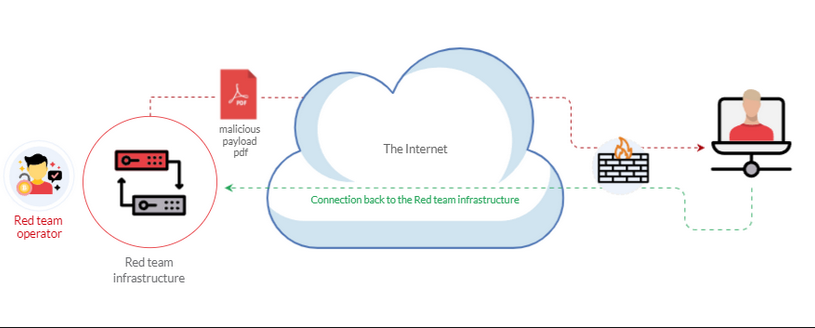 PDF
malicious
payload
pdf
The Internet
Connection back to the Red team infrastructure
Red team
operator
Red team
infrastructure